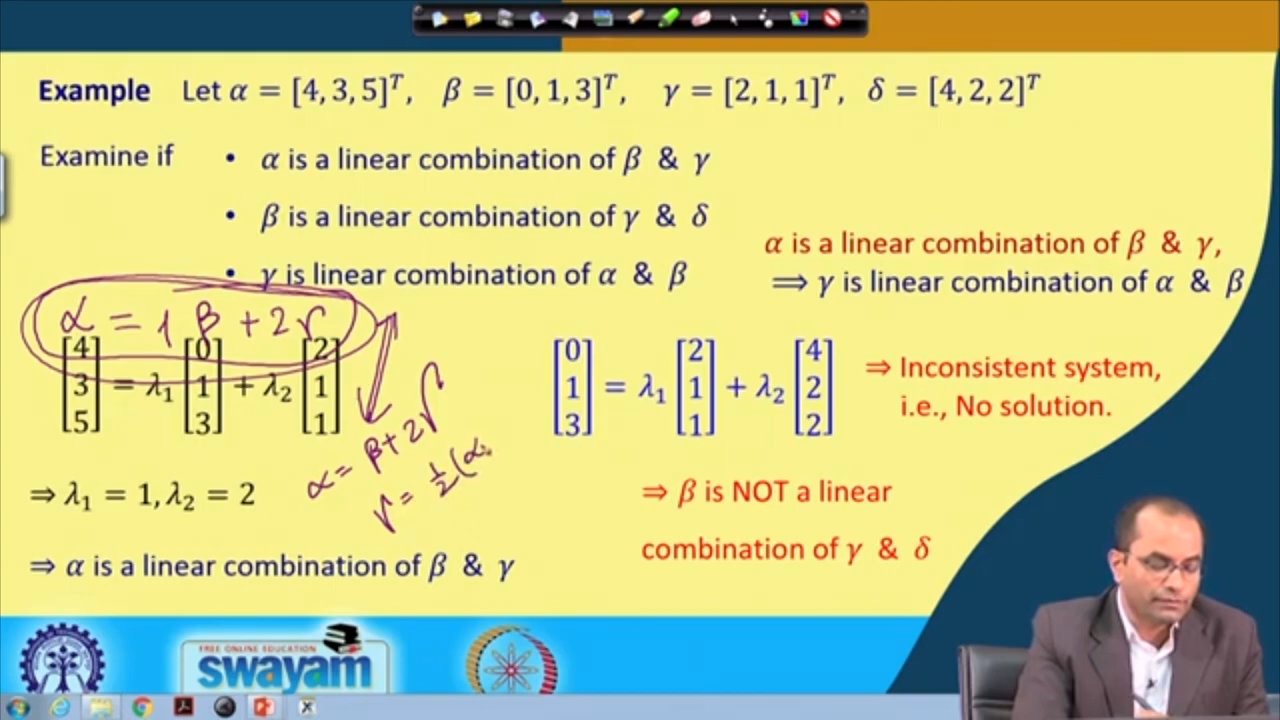 Example Let α = [4, 3, 5]ᵀ, β = [0, 1, 3]ᵀ, γ = [2, 1, 1]ᵀ, δ = [4, 2, 2]ᵀ
Examine if
• α is a linear combination of β & γ
• β is a linear combination of γ & δ
• γ is linear combination of α & β
α is a linear combination of β & γ,
⟹ γ is linear combination of α & β
α = 1 β + 2 γ
[4 3 5] = λ₁ [0 1 3] + λ₂ [2 1 1]
α = β + 2 γ
γ = 1/2 (α
⇒ λ₁ = 1, λ₂ = 2
⇒ α is a linear combination of β & γ
[0 1 3] = λ₁ [2 1 1] + λ₂ [4 2 2]
⇒ Inconsistent system,
i.e., No solution.
⇒ β is NOT a linear
combination of γ & δ
FREE ONLINE EDUCATION
swayam